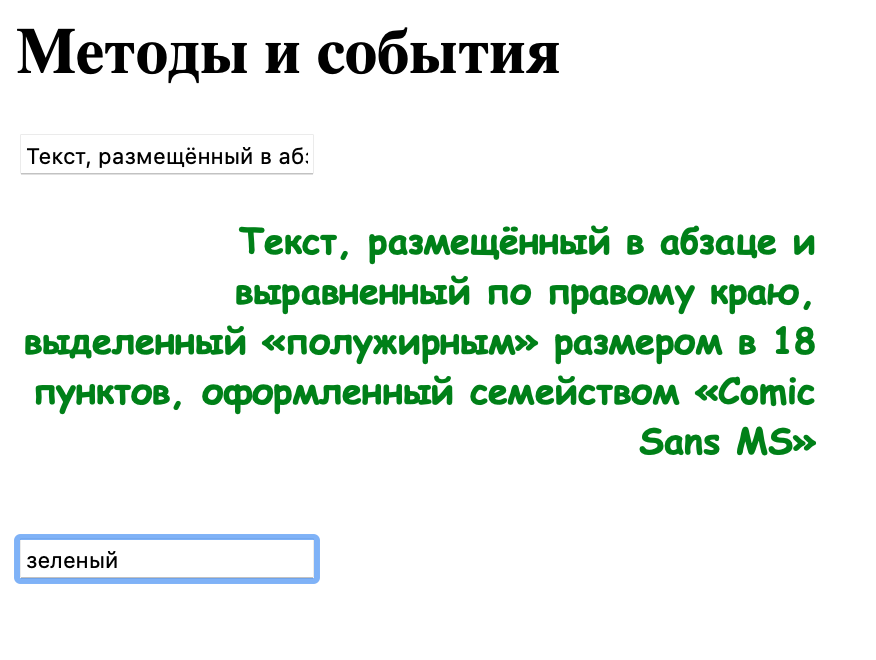 Методы и события
Текст, размещённый в аб
Текст, размещённый в абзаце и
выравненный по правому краю,
выделенный «полужирным» размером в 18
пунктов, оформленный семейством «Comic
Sans MS»
зеленый